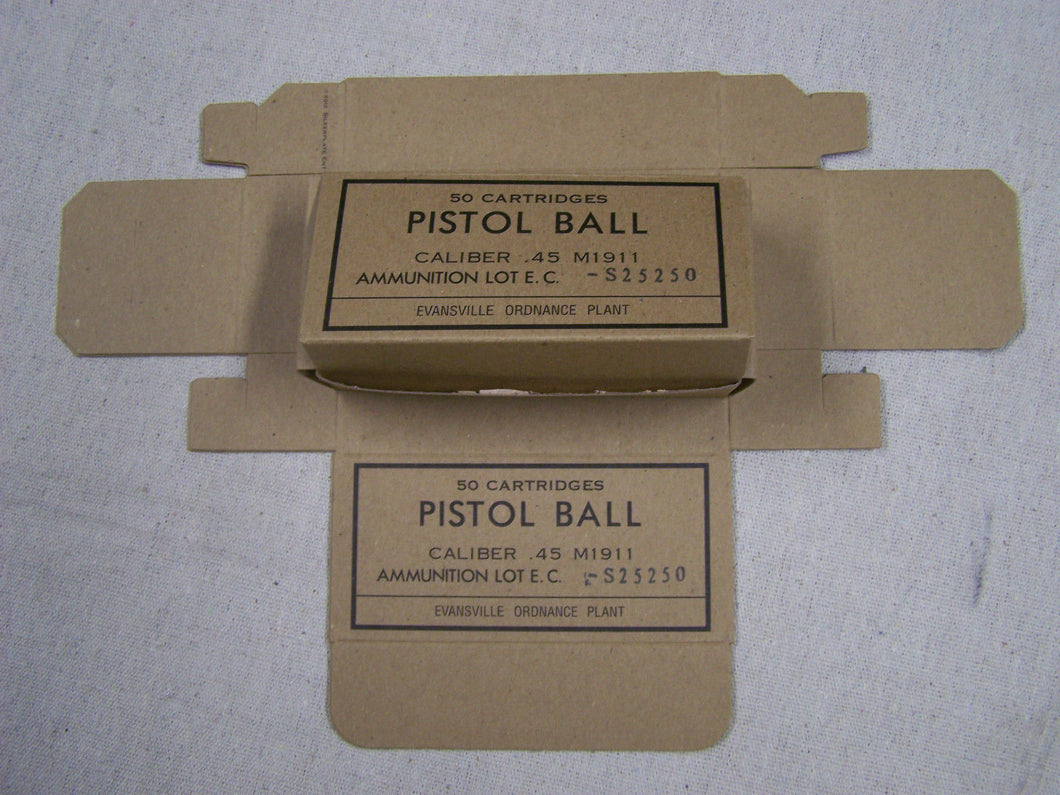 50 CARTRIDGES
PISTOL BALL
CALIBER .45 M1911
AMMUNITION LOT E.C. -S25250
EVANSVILLE ORDNANCE PLANT
50 CARTRIDGES
PISTOL BALL
CALIBER .45 M1911
AMMUNITION LOT E.C. -S25250
EVANSVILLE ORDNANCE PLANT